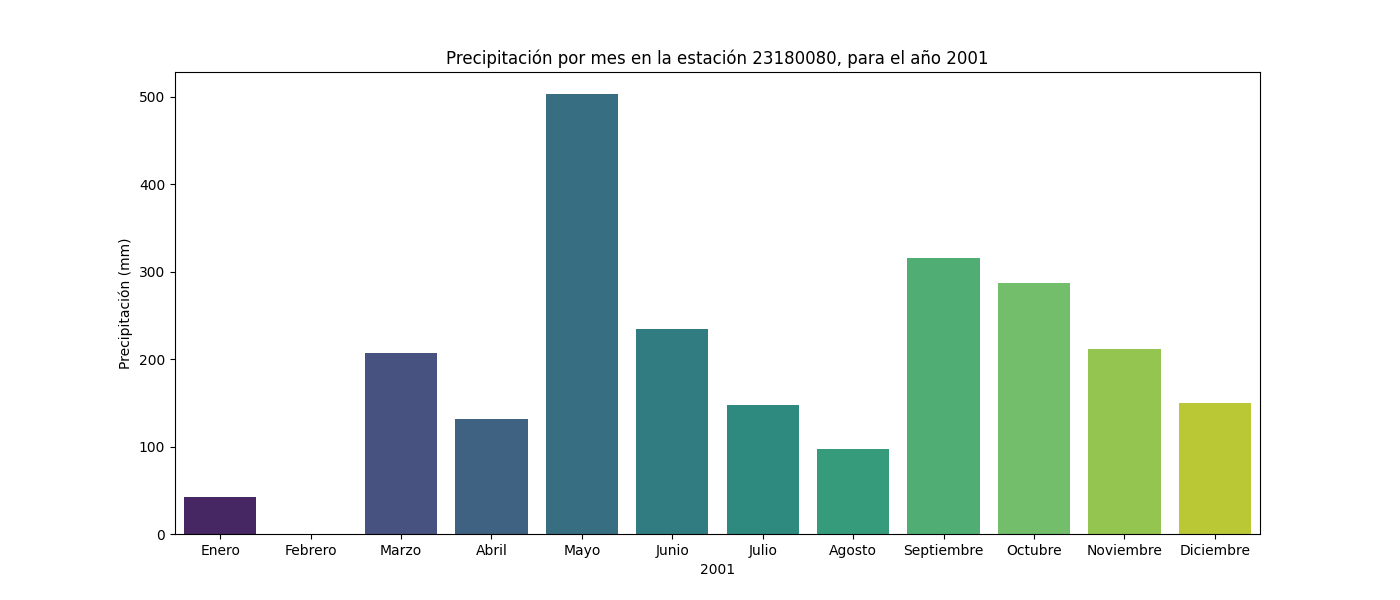 Precipitación por mes en la estación 23180080, para el año 2001
Precipitación (mm)
500
400
300
200
100
0
Enero Febrero Marzo Abril Mayo Junio Julio Agosto Septiembre Octubre Noviembre Diciembre
2001